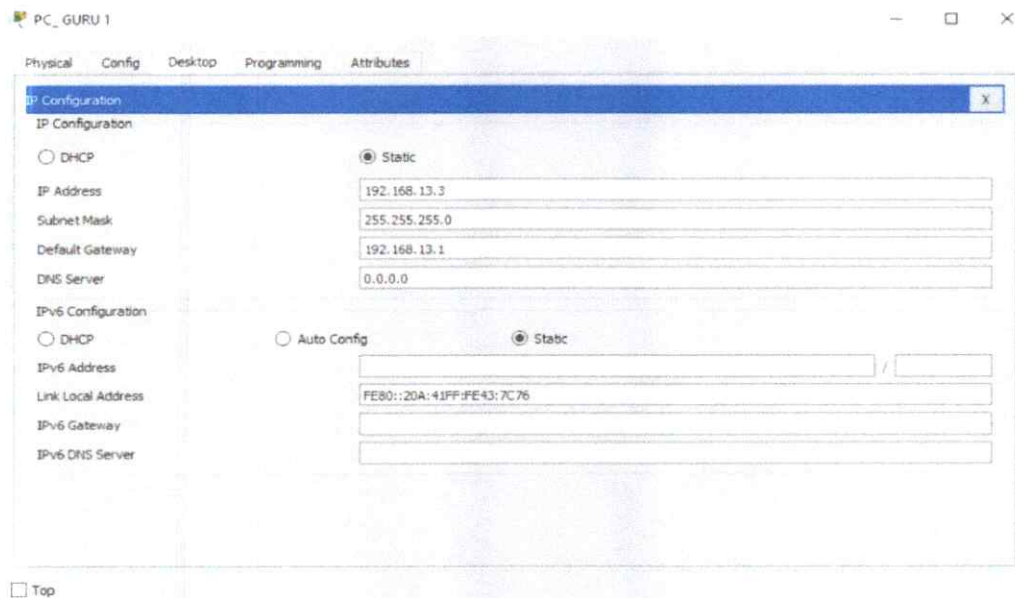 PC_ GURU 1
Physical Config Desktop Programming Attributes
IP Configuration X
IP Configuration
DHCP Static
IP Address 192.168.13.3
Subnet Mask 255.255.255.0
Default Gateway 192.168.13.1
DNS Server 0.0.0.0
IPv6 Configuration
DHCP Auto Config Static
IPv6 Address /
Link Local Address FE80::20A:41FF:FE43:7C76
IPv6 Gateway
IPv6 DNS Server
Top